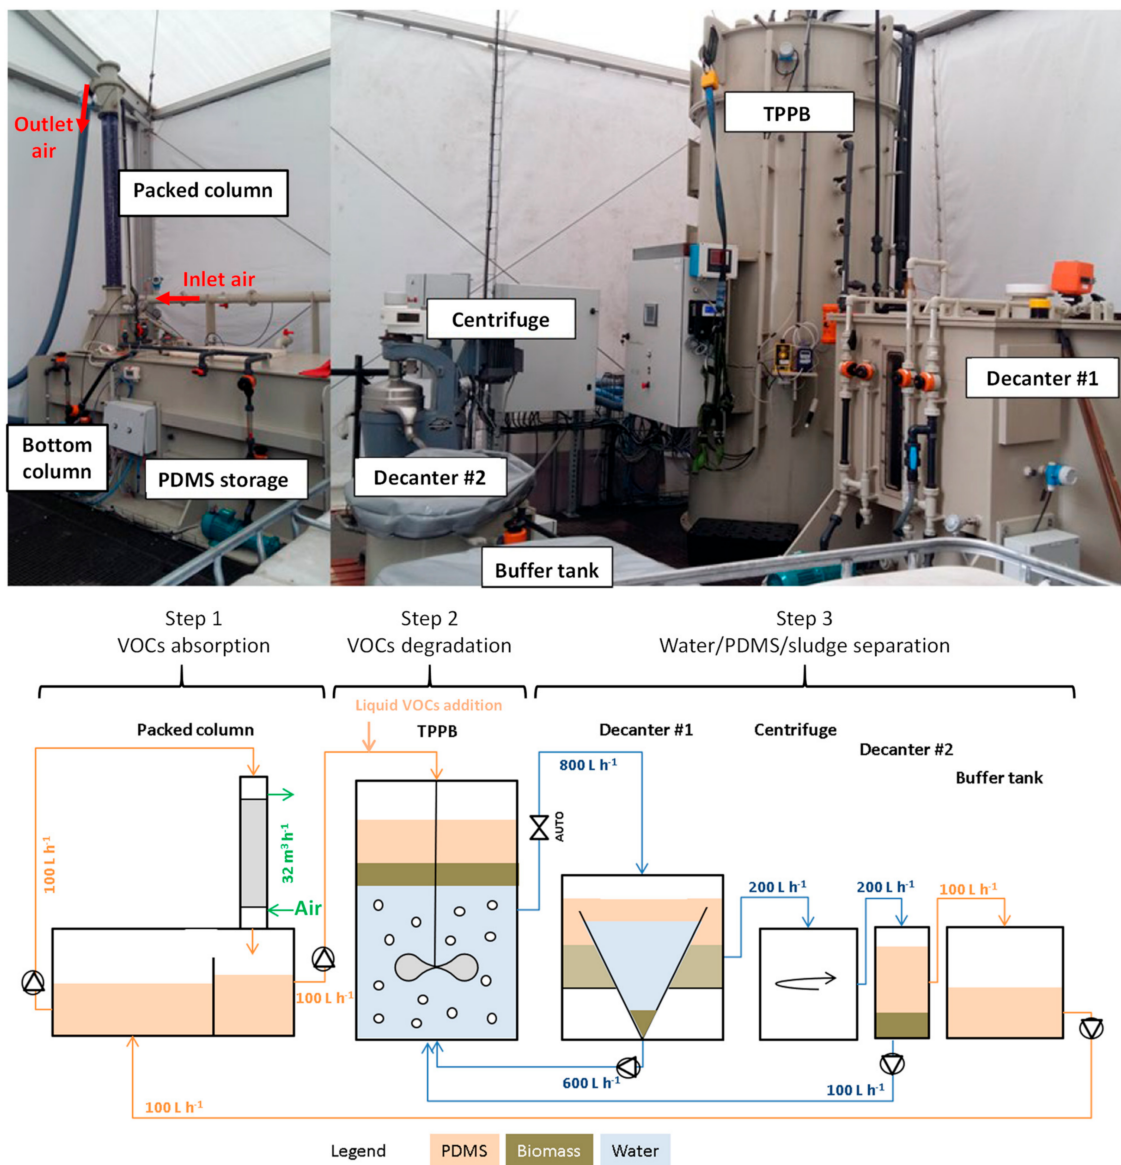 Outlet
air
Packed column
Inlet air
Bottom
column
PDMS storage
TPPB
Centrifuge
Decanter #1
Decanter #2
Buffer tank
Step 1
VOCs absorption
Step 2
VOCs degradation
Step 3
Water/PDMS/sludge separation
Liquid VOCs addition
Packed column
TPPB
Decanter #1
Centrifuge
Decanter #2
Buffer tank
100 L h⁻¹
32 m³ h⁻¹
Air
100 L h⁻¹
800 L h⁻¹
AUTO
200 L h⁻¹
200 L h⁻¹
100 L h⁻¹
600 L h⁻¹
100 L h⁻¹
100 L h⁻¹
Legend
PDMS
Biomass
Water